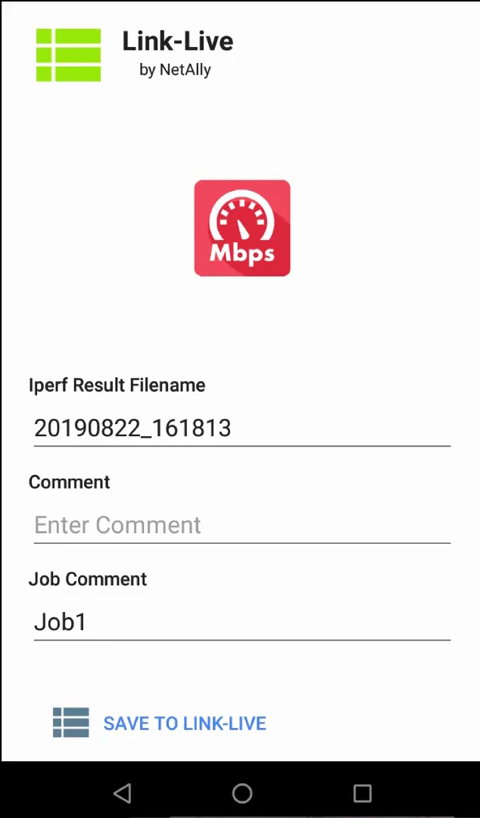 Link-Live
by NetAlly
Mbps
Iperf Result Filename
20190822_161813
Comment
Enter Comment
Job Comment
Job1
SAVE TO LINK-LIVE